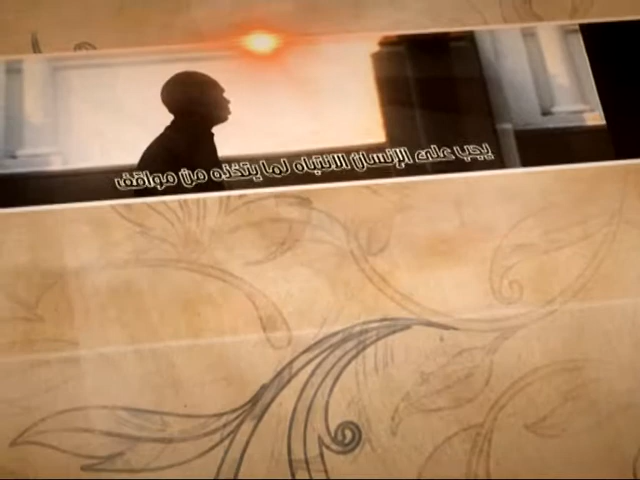 يجب على الإنسان الانتباه لما يتخذه من مواقف